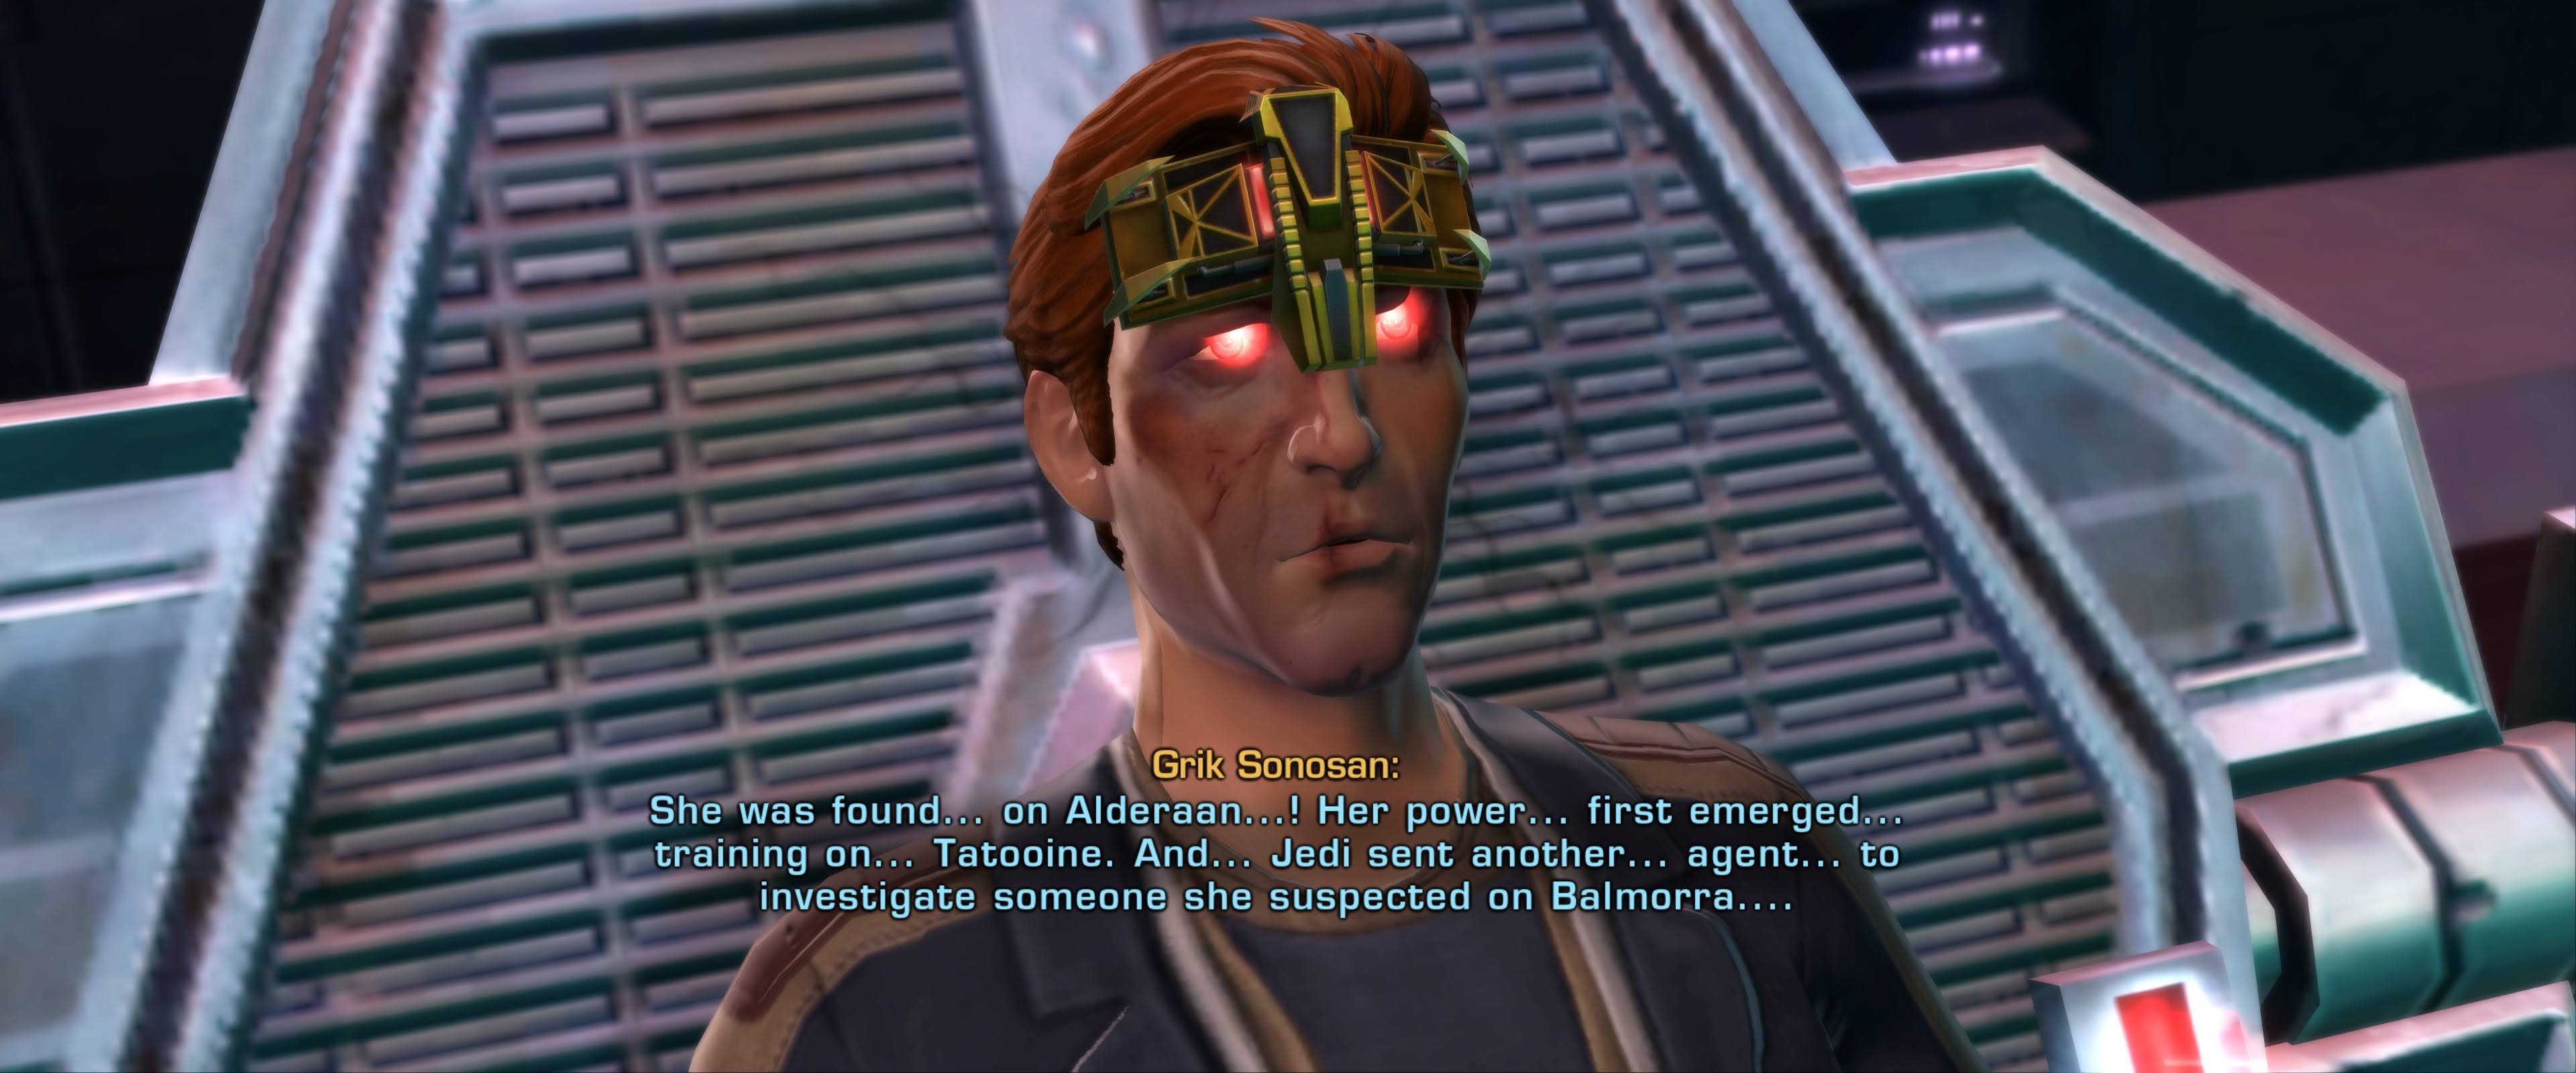 Grik Sonosan:
She was found... on Alderaan...! Her power... first emerged...
training on... Tatooine. And... Jedi sent another... agent... to
investigate someone she suspected on Balmorra....